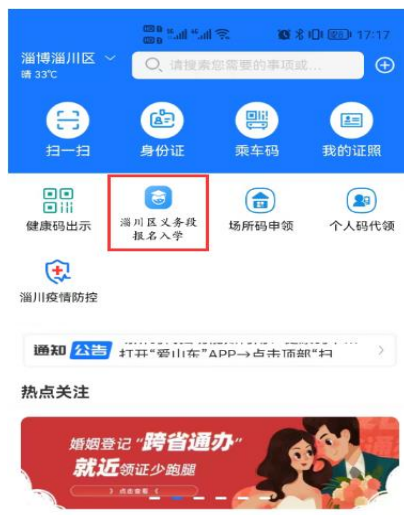 17:17
淄博淄川区
晴 33℃
请搜索您需要的事项或...
扫一扫
身份证
乘车码
我的证照
健康码出示
淄川区义务段
报名入学
场所码申领
个人码代领
淄川疫情防控
通知 公告
打开“爱山东”APP→点击顶部“扫
热点关注
婚姻登记“跨省通办”
就近领证少跑腿
点击查看